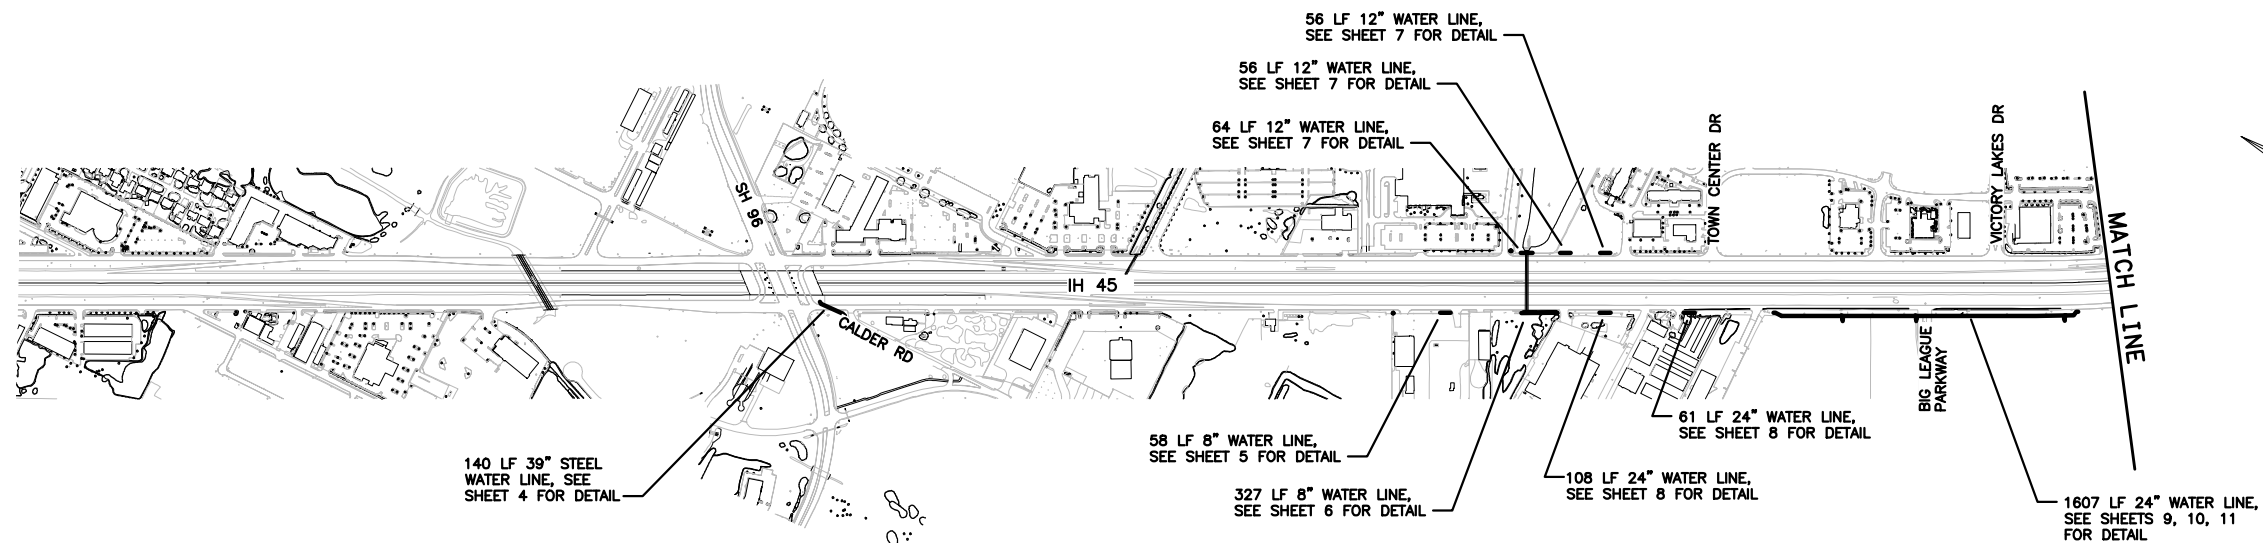 56 LF 12" WATER LINE,
SEE SHEET 7 FOR DETAIL
56 LF 12" WATER LINE,
SEE SHEET 7 FOR DETAIL
64 LF 12" WATER LINE,
SEE SHEET 7 FOR DETAIL
SH 96
TOWN CENTER DR
VICTORY LAKES DR
MATCH LINE
IH 45
CALDER RD
BIG LEAGUE
PARKWAY
140 LF 39" STEEL
WATER LINE, SEE
SHEET 4 FOR DETAIL
58 LF 8" WATER LINE,
SEE SHEET 5 FOR DETAIL
327 LF 8" WATER LINE,
SEE SHEET 6 FOR DETAIL
108 LF 24" WATER LINE,
SEE SHEET 8 FOR DETAIL
61 LF 24" WATER LINE,
SEE SHEET 8 FOR DETAIL
1607 LF 24" WATER LINE,
SEE SHEETS 9, 10, 11
FOR DETAIL